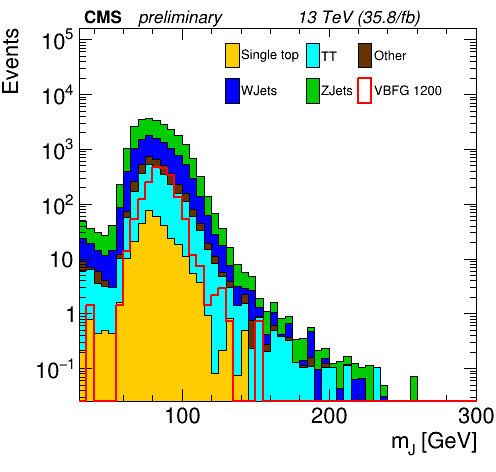 CMS preliminary 13 TeV (35.8/fb)
Events
Single top TT Other
WJets ZJets VBFG 1200
10^5
10^4
10^3
10^2
10
1
10^−1
100 200 300
m_J [GeV]